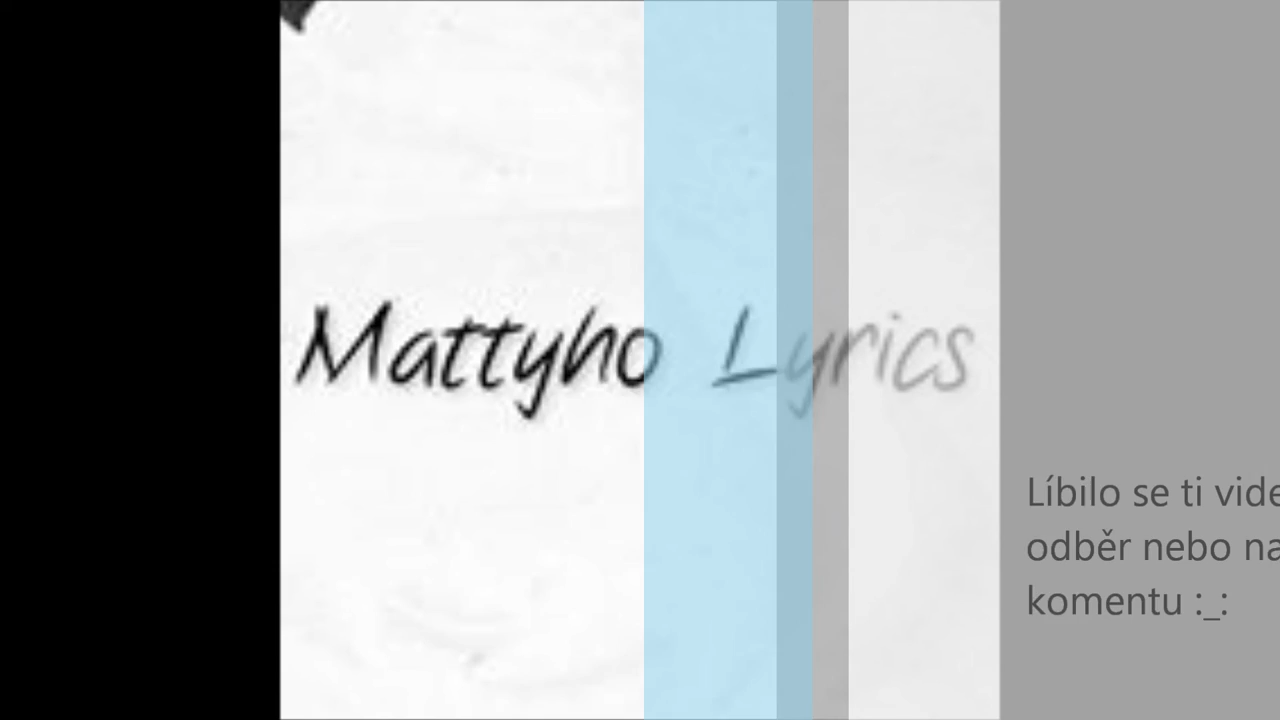 Mattyho Lyrics
Líbilo se ti vide
odběr nebo na
komentu :_: